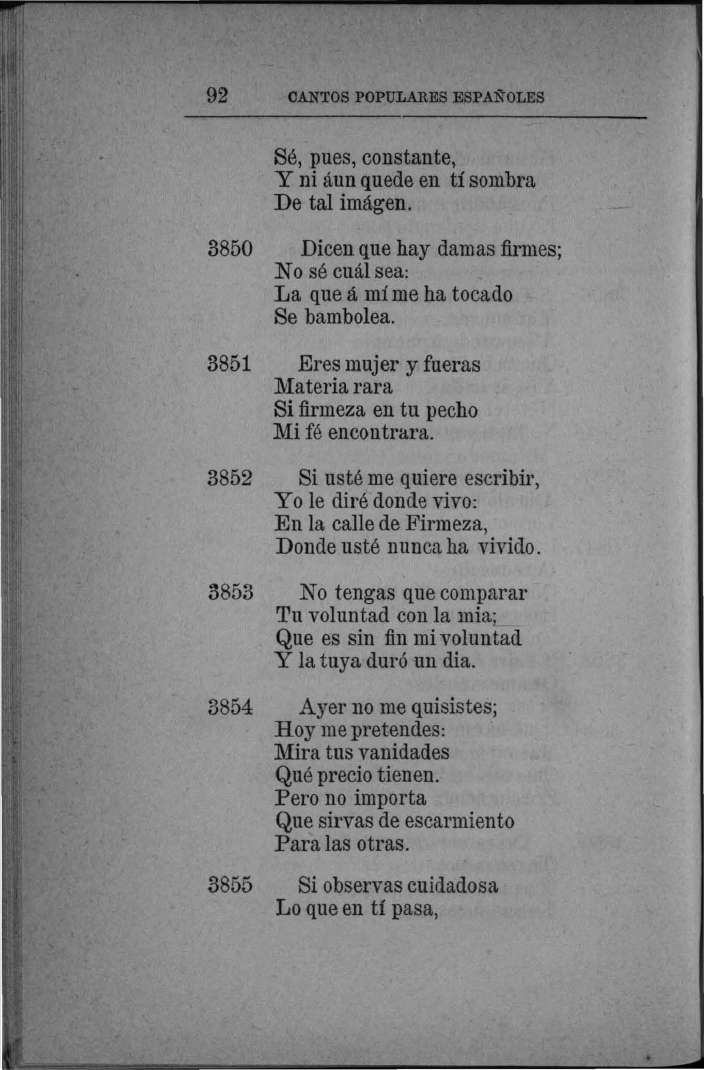 92 CANTOS POPULARES ESPAÑOLES
Sé, pues, constante,
Y ni áun quede en tí sombra
De tal imágen.
3850 Dicen que hay damas firmes;
No sé cuál sea:
La que á mí me ha tocado
Se bambolea.
3851 Eres mujer y fueras
Materia rara
Si firmeza en tu pecho
Mi fé encontrara.
3852 Si usté me quiere escribir,
Yo le diré donde vivo:
En la calle de Firmeza,
Donde usté nunca ha vivido.
3853 No tengas que comparar
Tu voluntad con la mia;
Que es sin fin mi voluntad
Y la tuya duró un dia.
3854 Ayer no me quisistes;
Hoy me pretendes:
Mira tus vanidades
Qué precio tienen.
Pero no importa
Que sirvas de escarmiento
Para las otras.
3855 Si observas cuidadosa
Lo que en tí pasa,